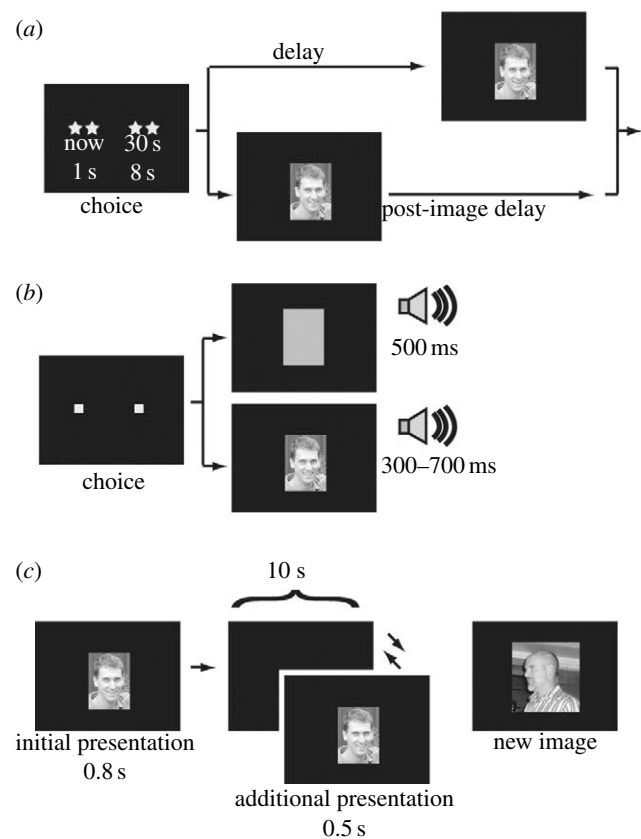 (a)
delay
now 30 s
1 s 8 s
choice
post-image delay
(b)
500 ms
choice
300–700 ms
(c)
10 s
initial presentation
0.8 s
additional presentation
0.5 s
new image